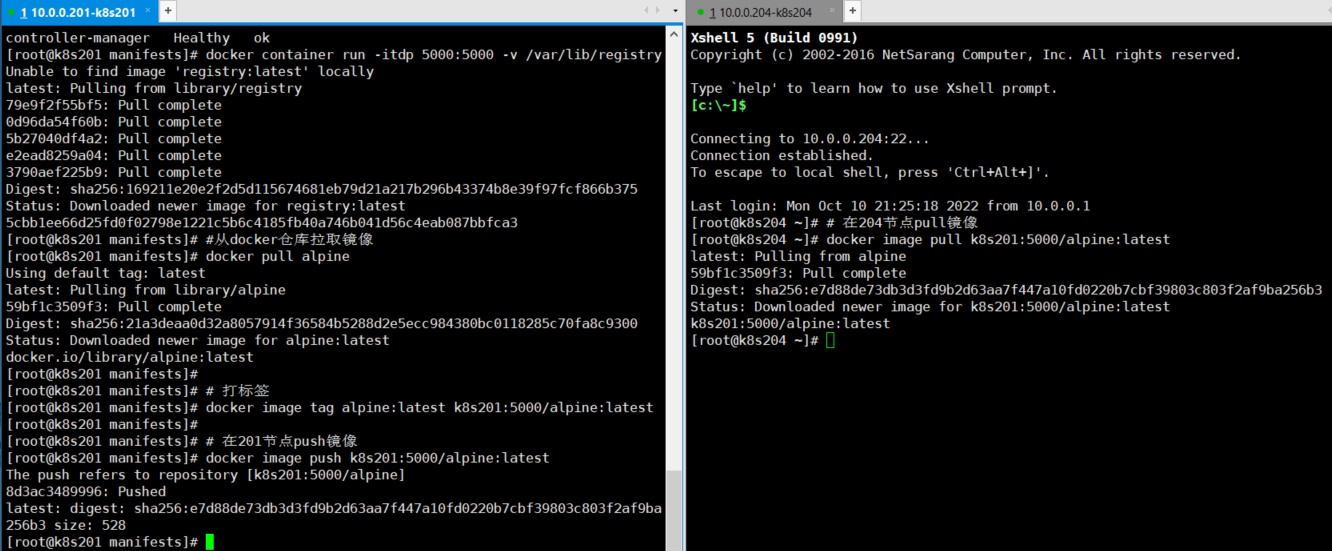 1 10.0.0.201-k8s201 × +
controller-manager   Healthy   ok
[root@k8s201 manifests]# docker container run -itdp 5000:5000 -v /var/lib/registry
Unable to find image 'registry:latest' locally
latest: Pulling from library/registry
79e9f2f55bf5: Pull complete
0d96da54f60b: Pull complete
5b27040df4a2: Pull complete
e2ead8259a04: Pull complete
3790aef225b9: Pull complete
Digest: sha256:169211e20e2f2d5d115674681eb79d21a217b296b43374b8e39f97fcf866b375
Status: Downloaded newer image for registry:latest
5cbb1ee66d25fd0f02798e1221c5b6c4185fb40a746b041d56c4eab087bbfca3
[root@k8s201 manifests]# #从docker仓库拉取镜像
[root@k8s201 manifests]# docker pull alpine
Using default tag: latest
latest: Pulling from library/alpine
59bf1c3509f3: Pull complete
Digest: sha256:21a3deaa0d32a8057914f36584b5288d2e5ecc984380bc0118285c70fa8c9300
Status: Downloaded newer image for alpine:latest
docker.io/library/alpine:latest
[root@k8s201 manifests]#
[root@k8s201 manifests]# # 打标签
[root@k8s201 manifests]# docker image tag alpine:latest k8s201:5000/alpine:latest
[root@k8s201 manifests]#
[root@k8s201 manifests]# # 在201节点push镜像
[root@k8s201 manifests]# docker image push k8s201:5000/alpine:latest
The push refers to repository [k8s201:5000/alpine]
8d3ac3489996: Pushed
latest: digest: sha256:e7d88de73db3d3fd9b2d63aa7f447a10fd0220b7cbf39803c803f2af9ba
256b3 size: 528
[root@k8s201 manifests]#
1 10.0.0.204-k8s204 × +
Xshell 5 (Build 0991)
Copyright (c) 2002-2016 NetSarang Computer, Inc. All rights reserved.
Type `help' to learn how to use Xshell prompt.
[c:\~]$
Connecting to 10.0.0.204:22...
Connection established.
To escape to local shell, press 'Ctrl+Alt+]'.
Last login: Mon Oct 10 21:25:18 2022 from 10.0.0.1
[root@k8s204 ~]# # 在204节点pull镜像
[root@k8s204 ~]# docker image pull k8s201:5000/alpine:latest
latest: Pulling from alpine
59bf1c3509f3: Pull complete
Digest: sha256:e7d88de73db3d3fd9b2d63aa7f447a10fd0220b7cbf39803c803f2af9ba256b3
Status: Downloaded newer image for k8s201:5000/alpine:latest
k8s201:5000/alpine:latest
[root@k8s204 ~]#